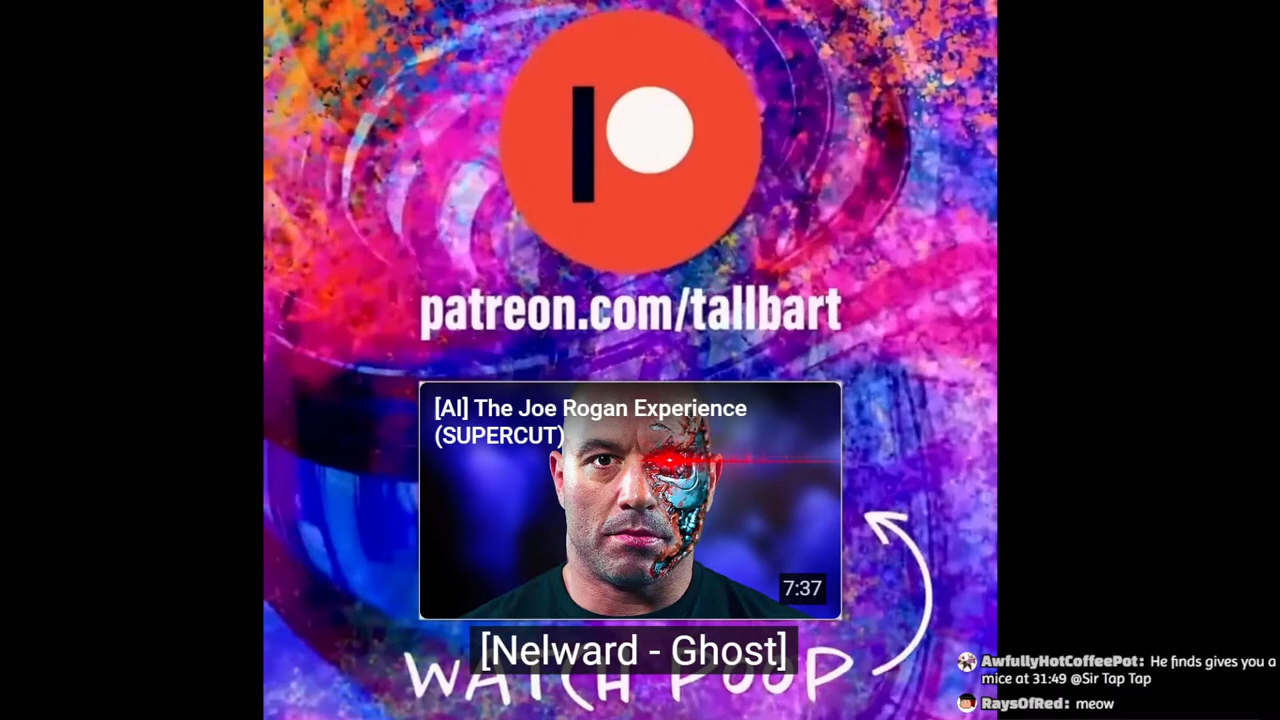 patreon.com/tallbart
[AI] The Joe Rogan Experience
(SUPERCUT)
7:37
[Nelward - Ghost]
WATCH POOP
AwfullyHotCoffeePot: He finds gives you a
mice at 31:49 @Sir Tap Tap
RaysOfRed: meow